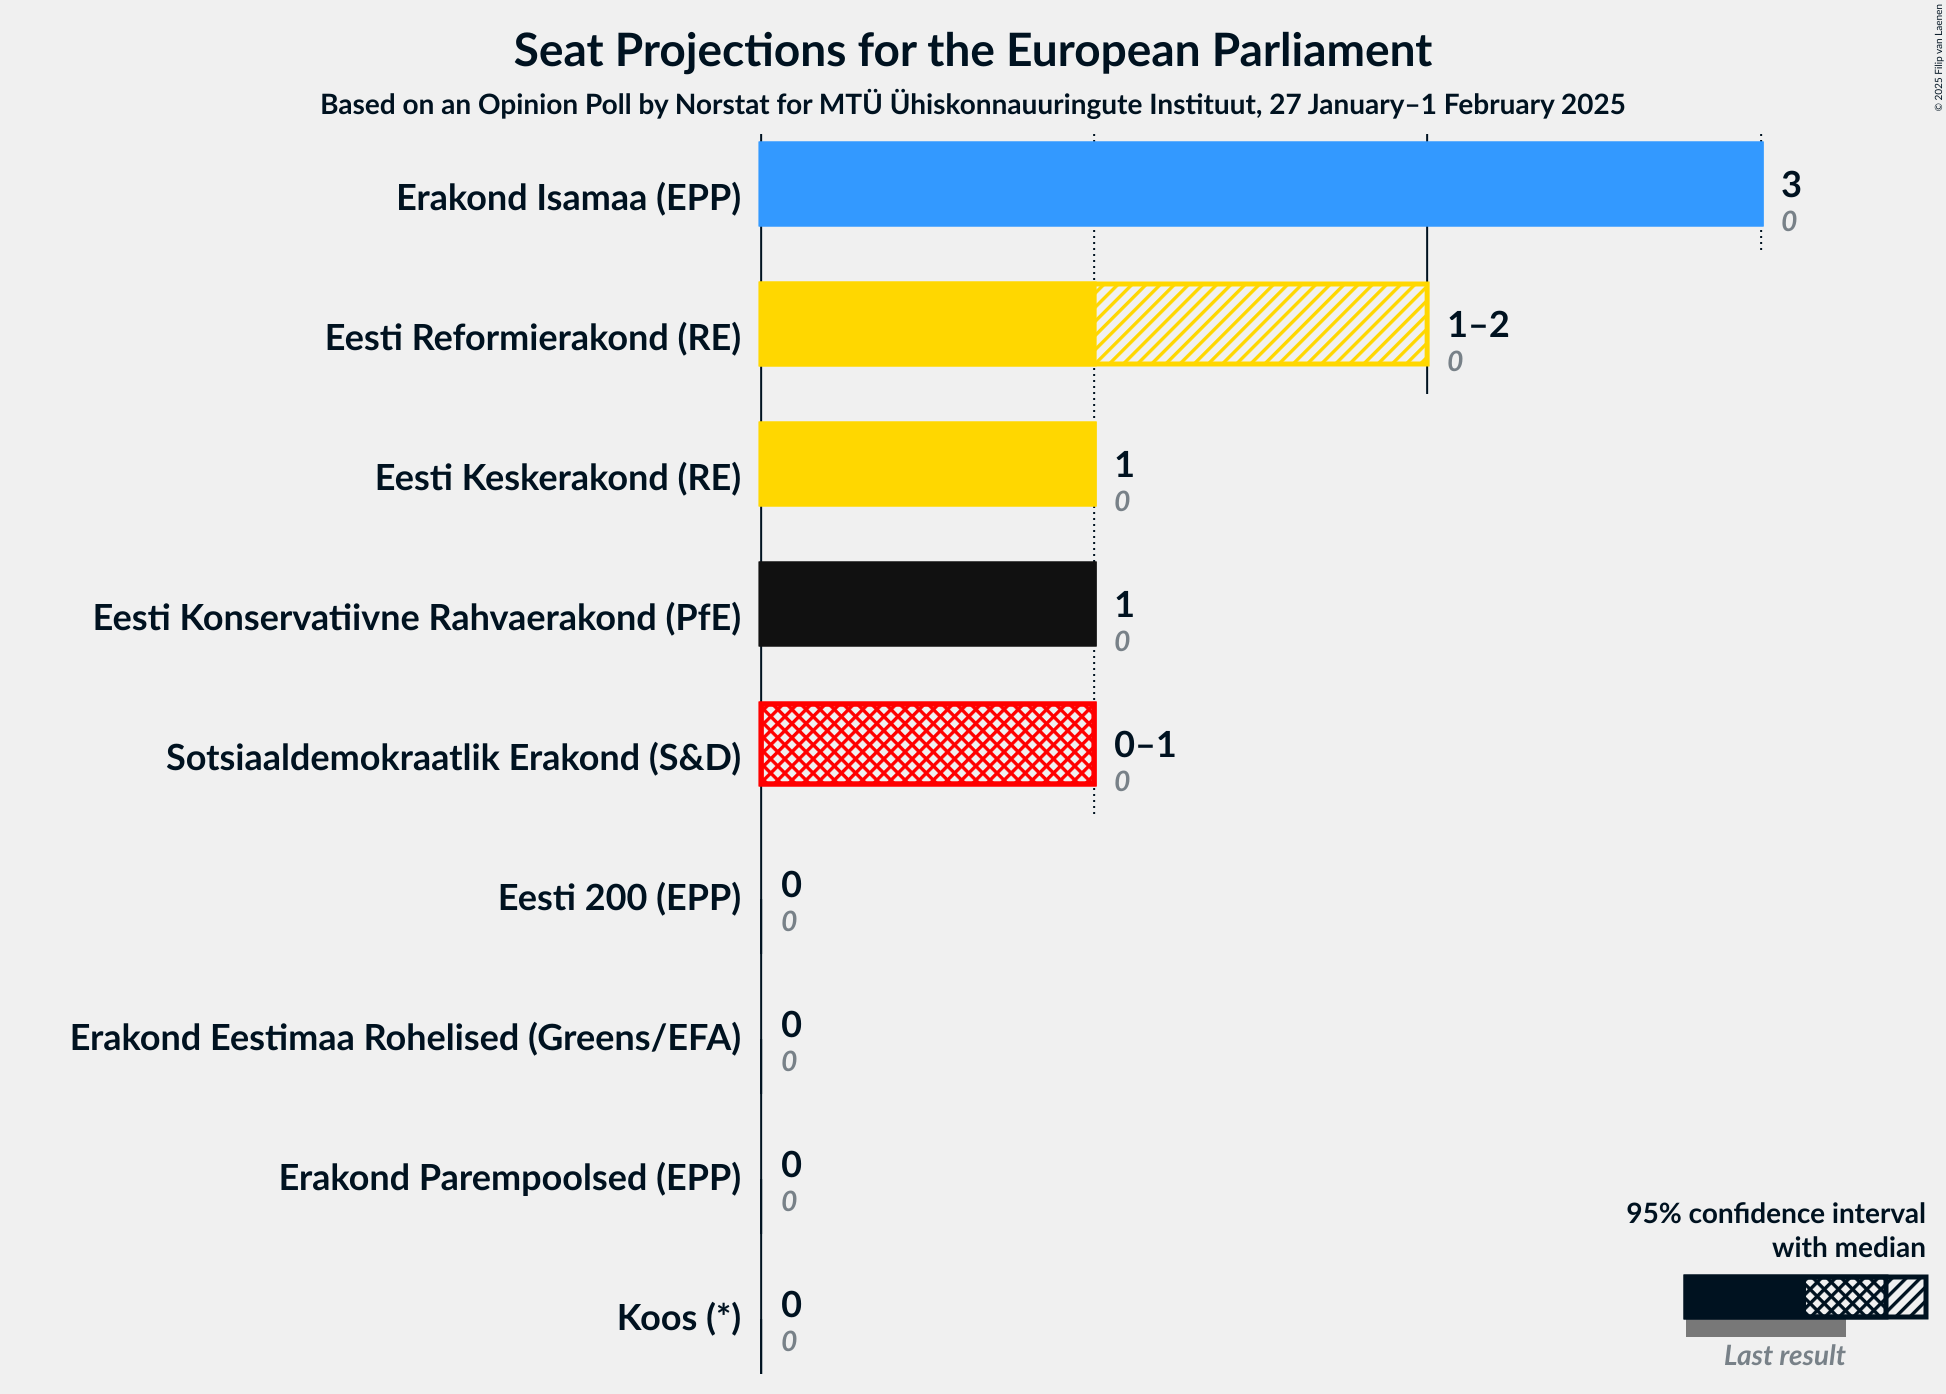 Seat Projections for the European Parliament
Based on an Opinion Poll by Norstat for MTÜ Ühiskonnauuringute Instituut, 27 January–1 February 2025
© 2025 Filip van Laenen
Erakond Isamaa (EPP)
3
0
Eesti Reformierakond (RE)
1–2
0
Eesti Keskerakond (RE)
1
0
Eesti Konservatiivne Rahvaerakond (PfE)
1
0
Sotsiaaldemokraatlik Erakond (S&D)
0–1
0
Eesti 200 (EPP)
0
0
Erakond Eestimaa Rohelised (Greens/EFA)
0
0
Erakond Parempoolsed (EPP)
0
0
Koos (*)
0
0
95% confidence interval
with median
Last result